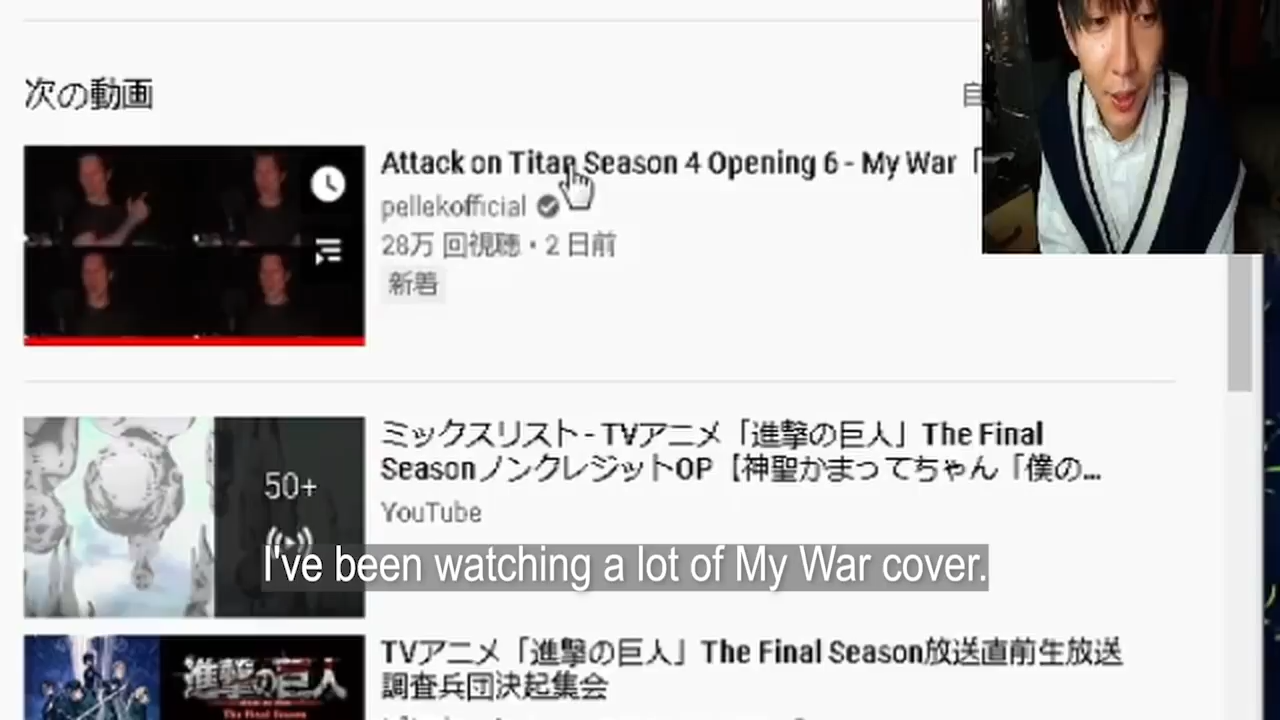 次の動画
自
Attack on Titan Season 4 Opening 6 - My War「
pellekofficial
28万 回視聴・2 日前
新着
50+
ミックスリスト - TVアニメ「進撃の巨人」The Final
SeasonノンクレジットOP【神聖かまってちゃん「僕の...
YouTube
I've been watching a lot of My War cover.
進撃の巨人
The Final Season
TVアニメ「進撃の巨人」The Final Season放送直前生放送
調査兵団決起集会